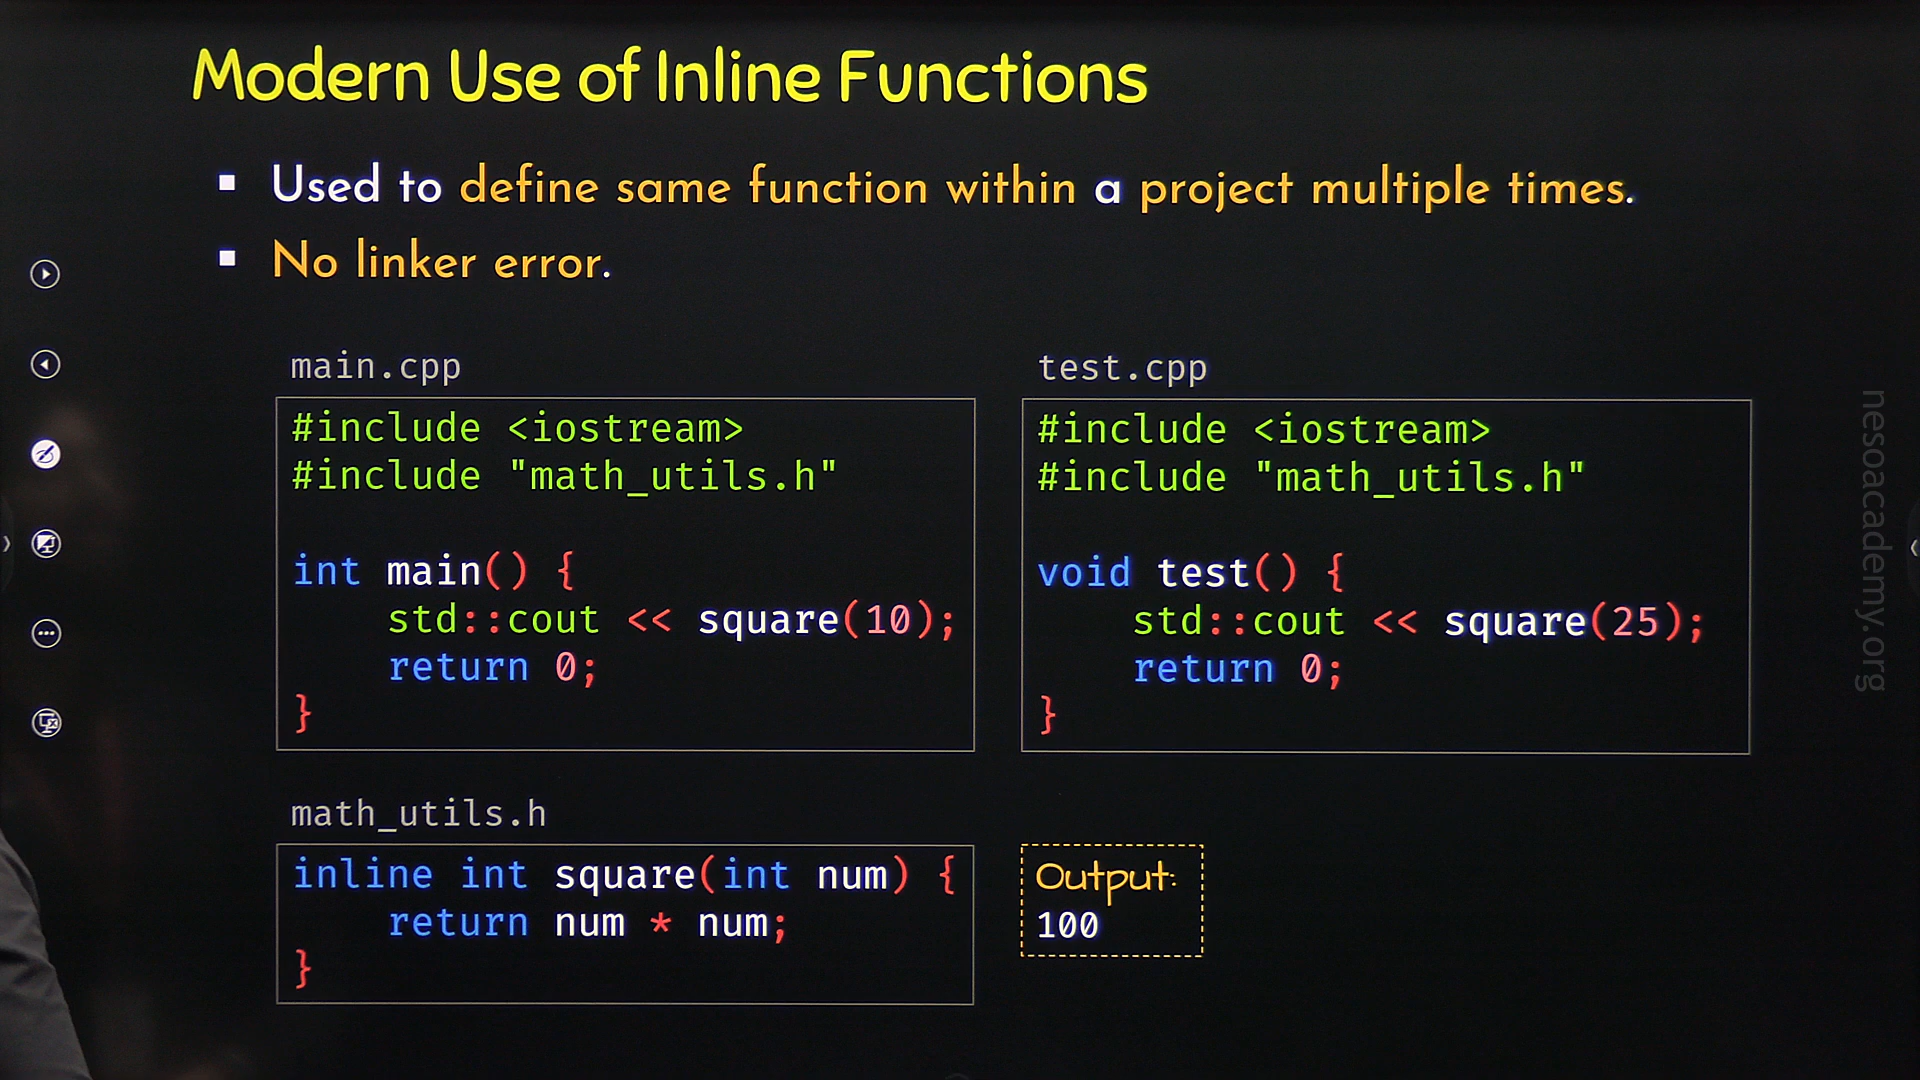 Modern Use of Inline Functions
▪ Used to define same function within a project multiple times.
▪ No linker error.
main.cpp
#include <iostream>
#include "math_utils.h"
int main() {
    std::cout << square(10);
    return 0;
}
test.cpp
#include <iostream>
#include "math_utils.h"
void test() {
    std::cout << square(25);
    return 0;
}
math_utils.h
inline int square(int num) {
    return num * num;
}
Output:
100
nesoacademy.org